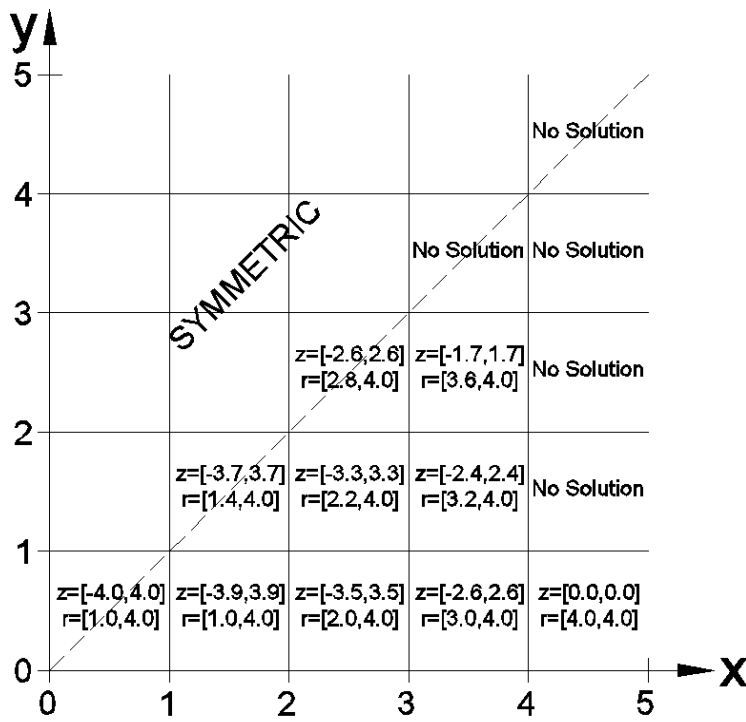 y
5
No Solution
4
SYMMETRIC
No Solution No Solution
3
z=[-2.6,2.6] z=[-1.7,1.7]
r=[2.8,4.0] r=[3.6,4.0]
No Solution
2
z=[-3.7,3.7] z=[-3.3,3.3] z=[-2.4,2.4]
r=[1.4,4.0] r=[2.2,4.0] r=[3.2,4.0]
No Solution
1
z=[-4.0,4.0] z=[-3.9,3.9] z=[-3.5,3.5] z=[-2.6,2.6] z=[0.0,0.0]
r=[1.0,4.0] r=[1.0,4.0] r=[2.0,4.0] r=[3.0,4.0] r=[4.0,4.0]
0
x
0 1 2 3 4 5